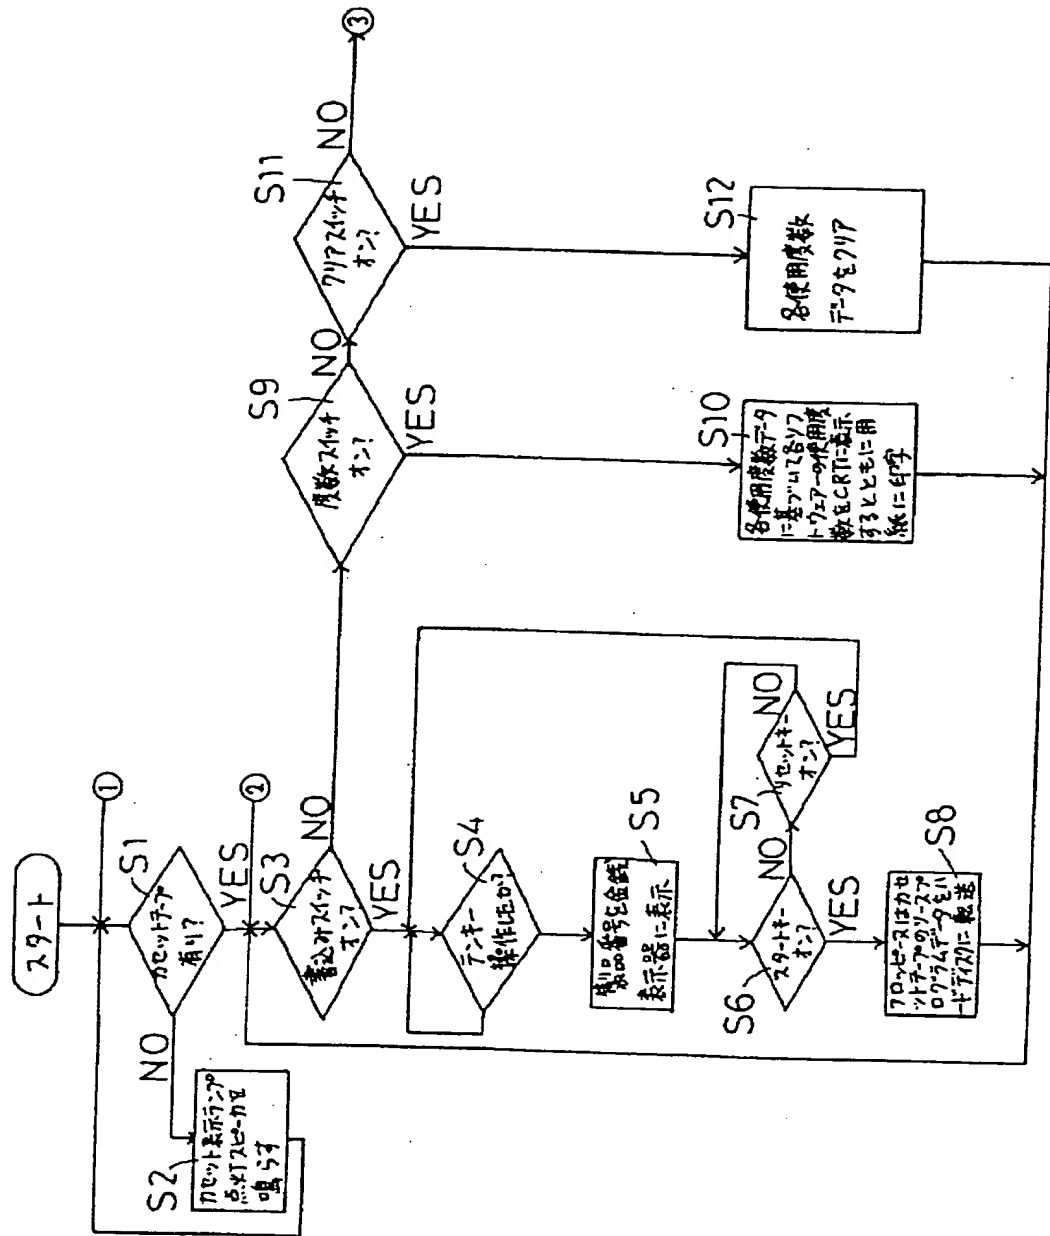 スタート
①
S1
カセットテープ
有り?
NO
YES
S2
カセット表示ランプ
点灯スピーカを
鳴らす
②
S3
書込みスイッチ
オン?
NO
YES
S4
テンキー
操作したか?
S5
番号を金銭
表示器に表示
S6
スタートキー
オン?
NO
YES
S7
リセットキー
オン?
NO
YES
S8
フロッピー又はカセ
ットテープのソースプ
ログラムデータをハ
ードディスクに転送
S9
度数スイッチ
オン?
NO
YES
S10
各使用度数データ
に基づいて各ソフ
トウェアーの使用度
数をCRTに表示
するとともに用
紙に印字
S11
クリアスイッチ
オン?
NO
YES
③
S12
各使用度数
データをクリア